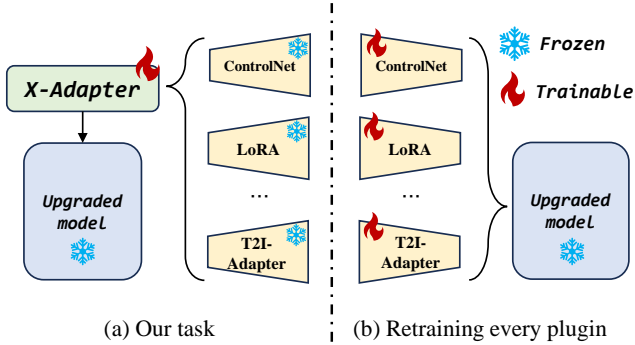 X-Adapter
Upgraded
model
ControlNet
LoRA
...
T2I-
Adapter
(a) Our task
ControlNet
LoRA
...
T2I-
Adapter
Frozen
Trainable
Upgraded
model
(b) Retraining every plugin